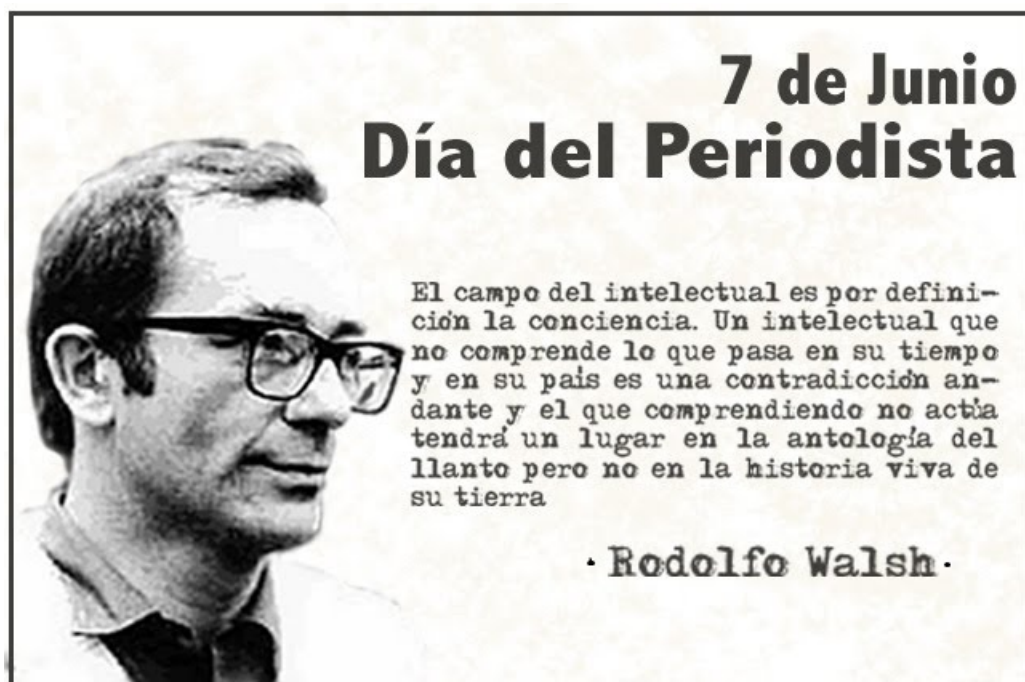 7 de Junio
Día del Periodista
El campo del intelectual es por defini-
ción la conciencia. Un intelectual que
no comprende lo que pasa en su tiempo
y en su país es una contradicción an-
dante y el que comprendiendo no actúa
tendrá un lugar en la antología del
llanto pero no en la historia viva de
su tierra
· Rodolfo Walsh ·